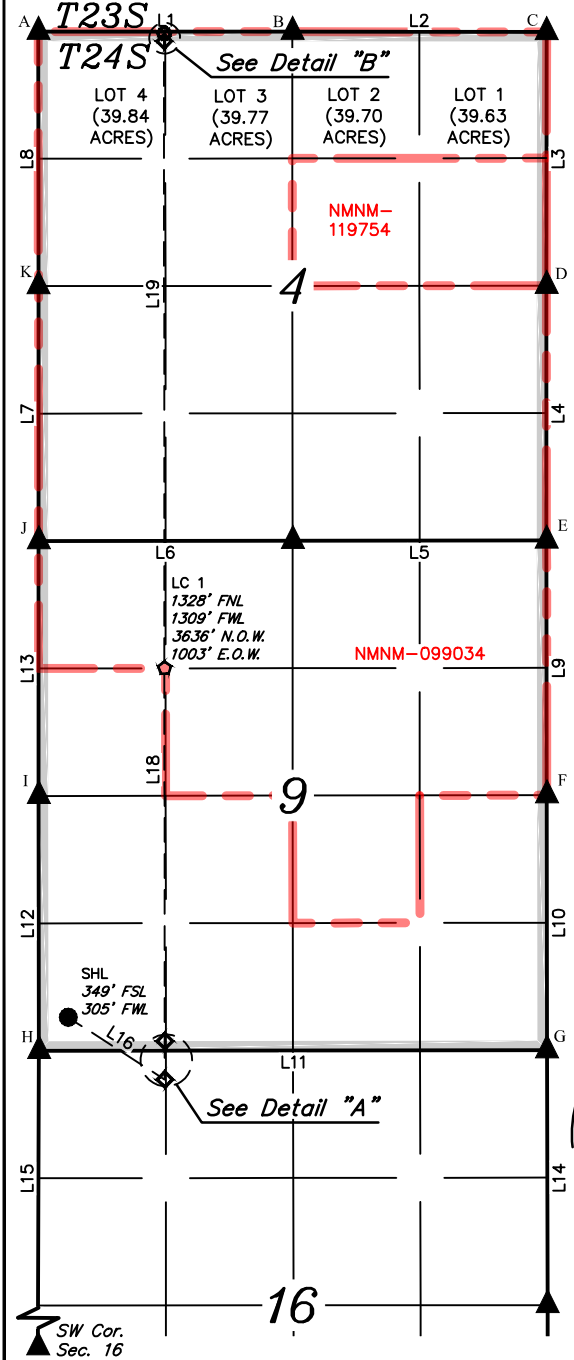 A
T23S
L1
B
L2
C
T24S
See Detail "B"
LOT 4
(39.84
ACRES)
LOT 3
(39.77
ACRES)
LOT 2
(39.70
ACRES)
LOT 1
(39.63
ACRES)
L8
L3
NMNM-
119754
K
L19
4
D
L7
L4
J
E
L6
L5
LC 1
1328' FNL
1309' FWL
3636' N.O.W.
1003' E.O.W.
NMNM-099034
L13
L9
L18
I
9
F
L12
L10
SHL
349' FSL
305' FWL
H
L16
G
L11
See Detail "A"
L15
L14
16
SW Cor.
Sec. 16